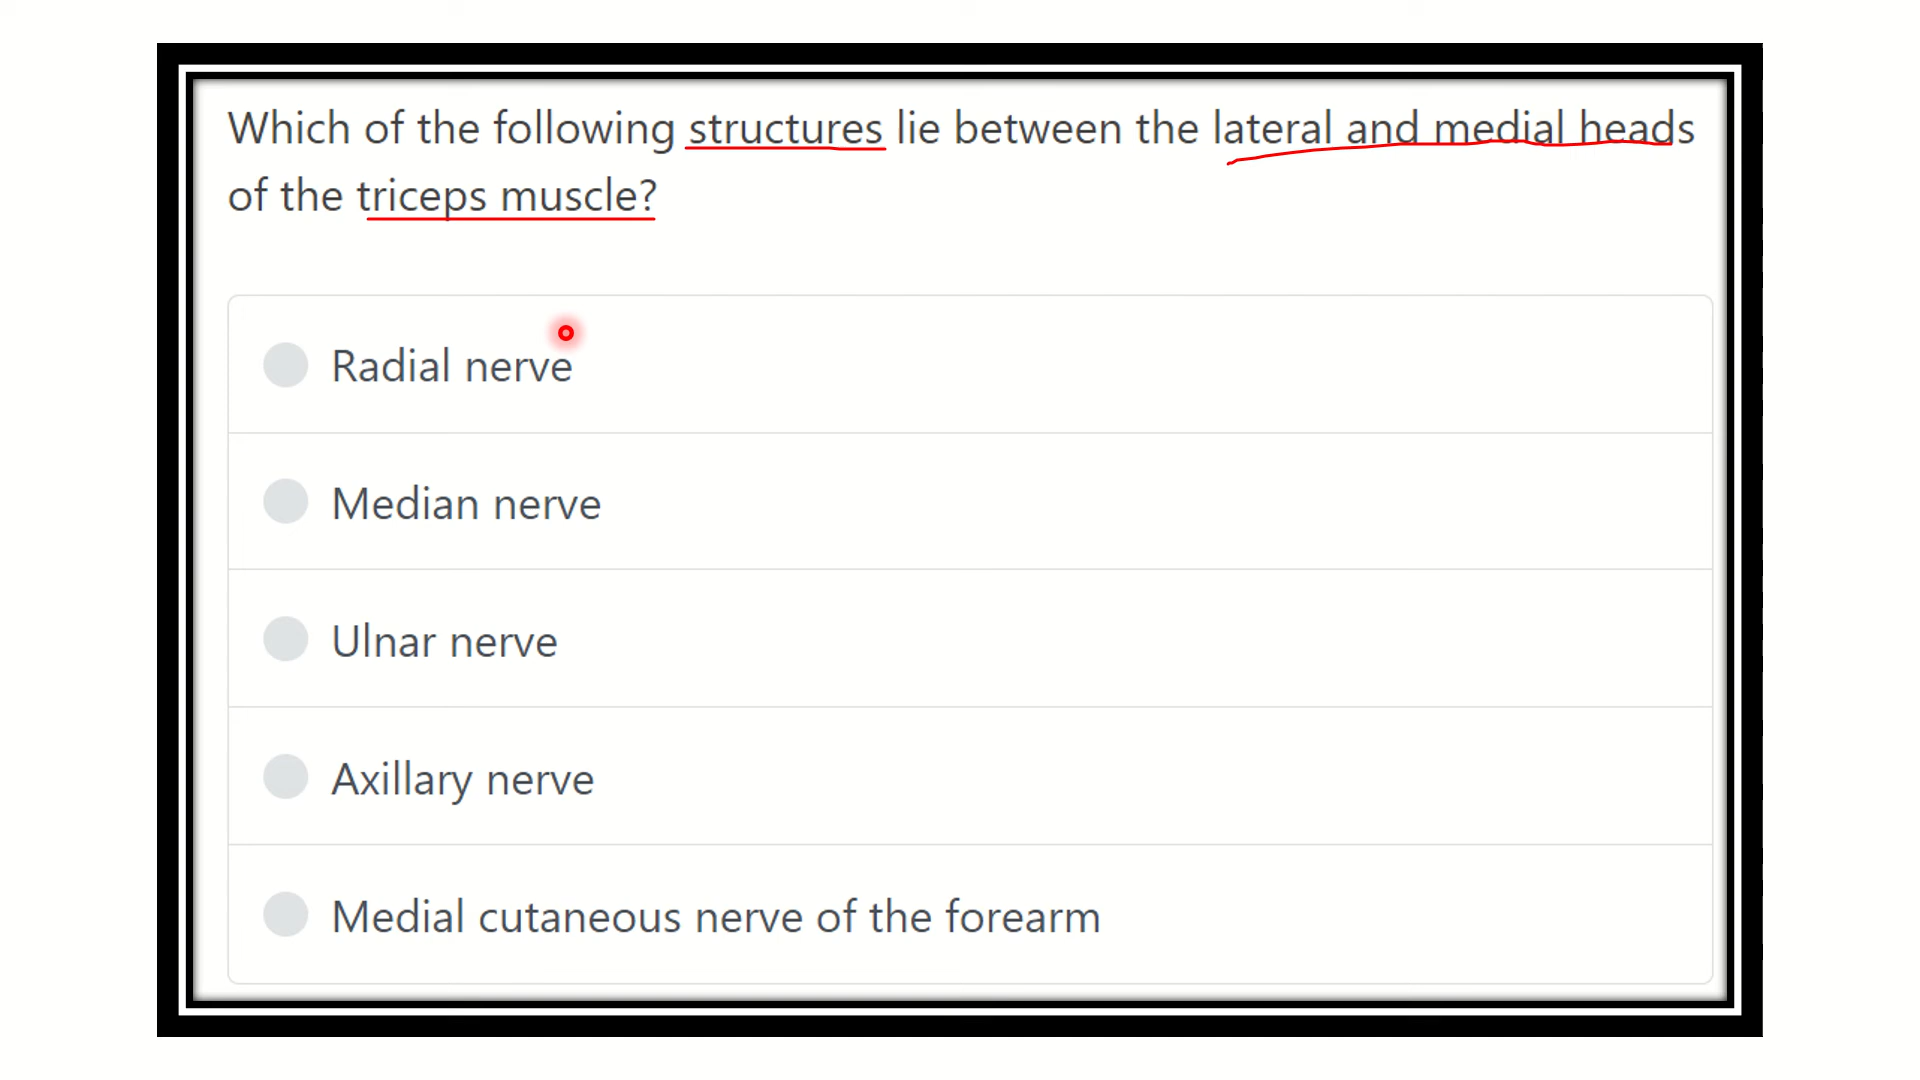 Which of the following structures lie between the lateral and medial heads
of the triceps muscle?
Radial nerve
Median nerve
Ulnar nerve
Axillary nerve
Medial cutaneous nerve of the forearm